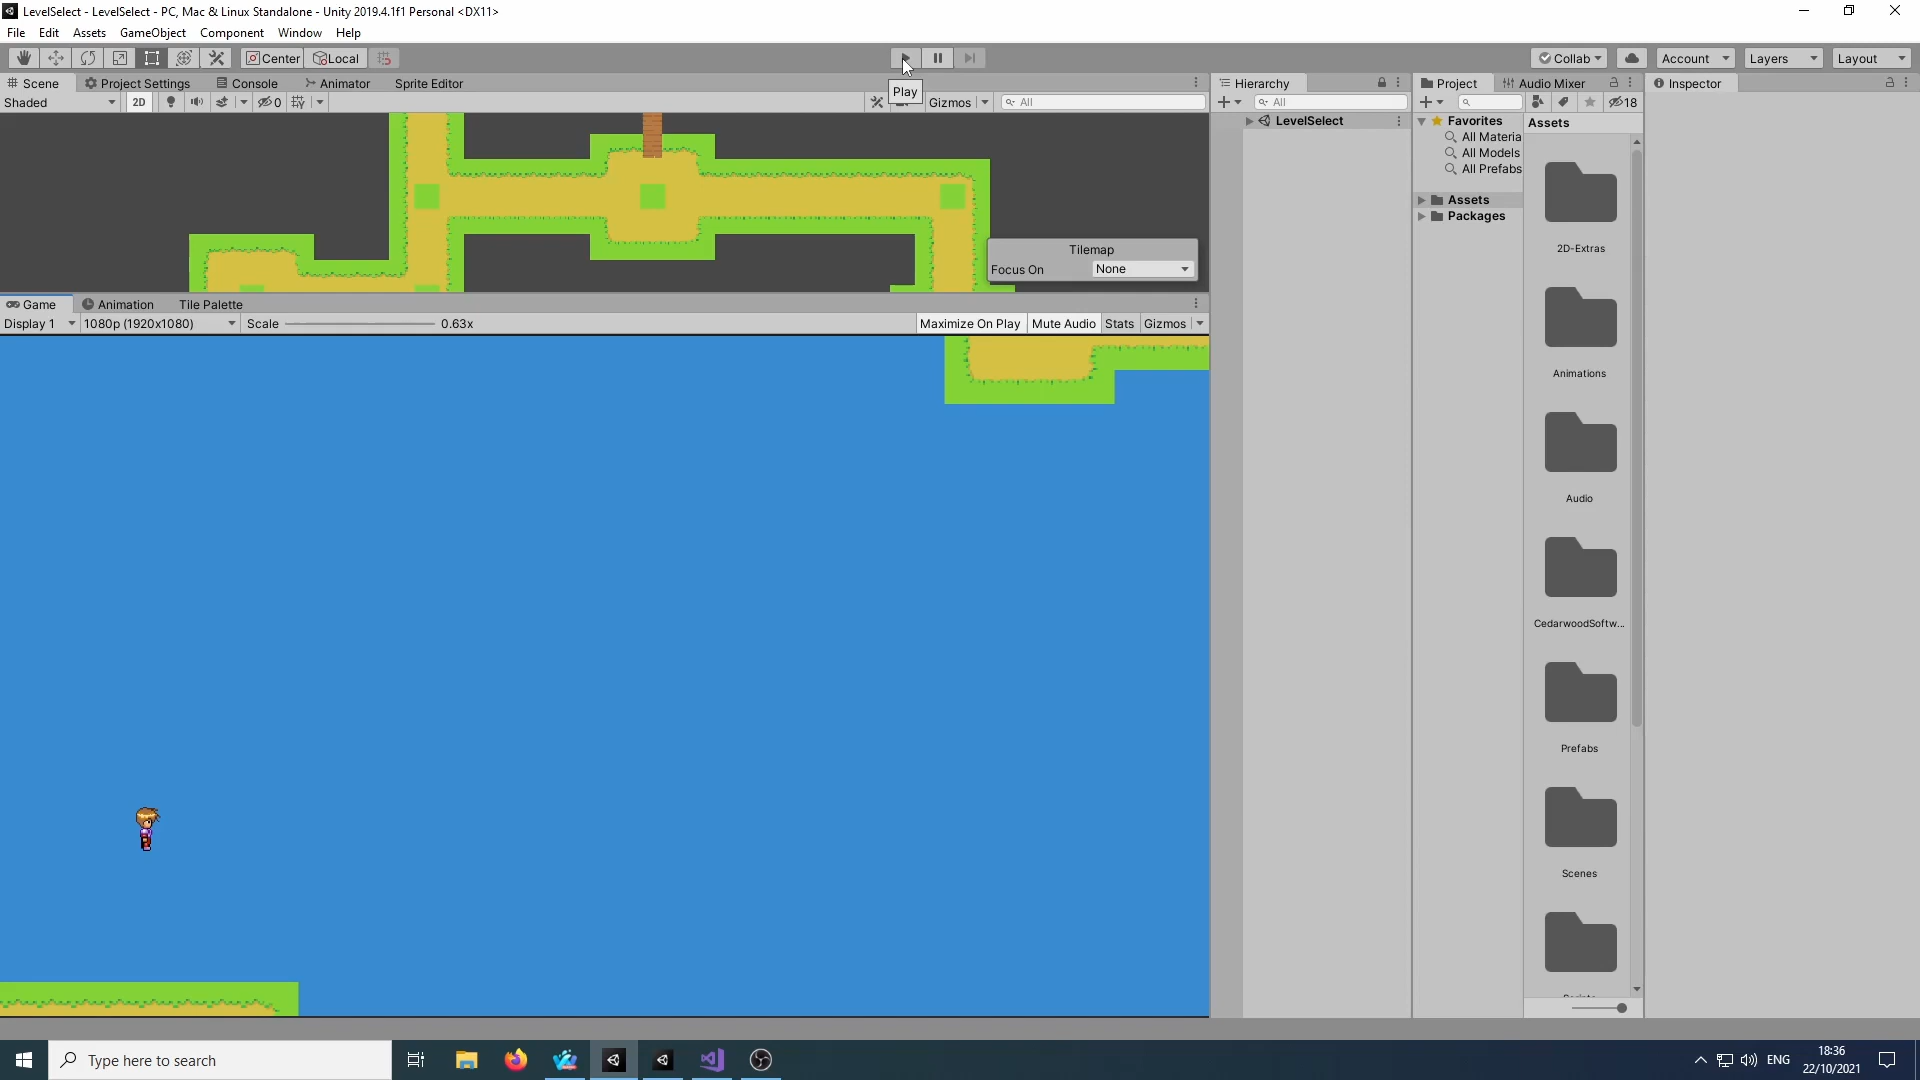 LevelSelect - LevelSelect - PC, Mac & Linux Standalone - Unity 2019.4.1f1 Personal <DX11>
File Edit Assets GameObject Component Window Help
Center Local Collab Account Layers Layout
Scene Project Settings Console Animator Sprite Editor
Shaded 2D 0 Gizmos All
Play
Tilemap
Focus On None
Game Animation Tile Palette
Display 1 1080p (1920x1080) Scale 0.63x Maximize On Play Mute Audio Stats Gizmos
Hierarchy
All
LevelSelect
Project Audio Mixer
18
Favorites
All Materia
All Models
All Prefabs
Assets
Packages
Assets
2D-Extras
Animations
Audio
CedarwoodSoftw...
Prefabs
Scenes
Inspector
Type here to search
ENG
18:36
22/10/2021